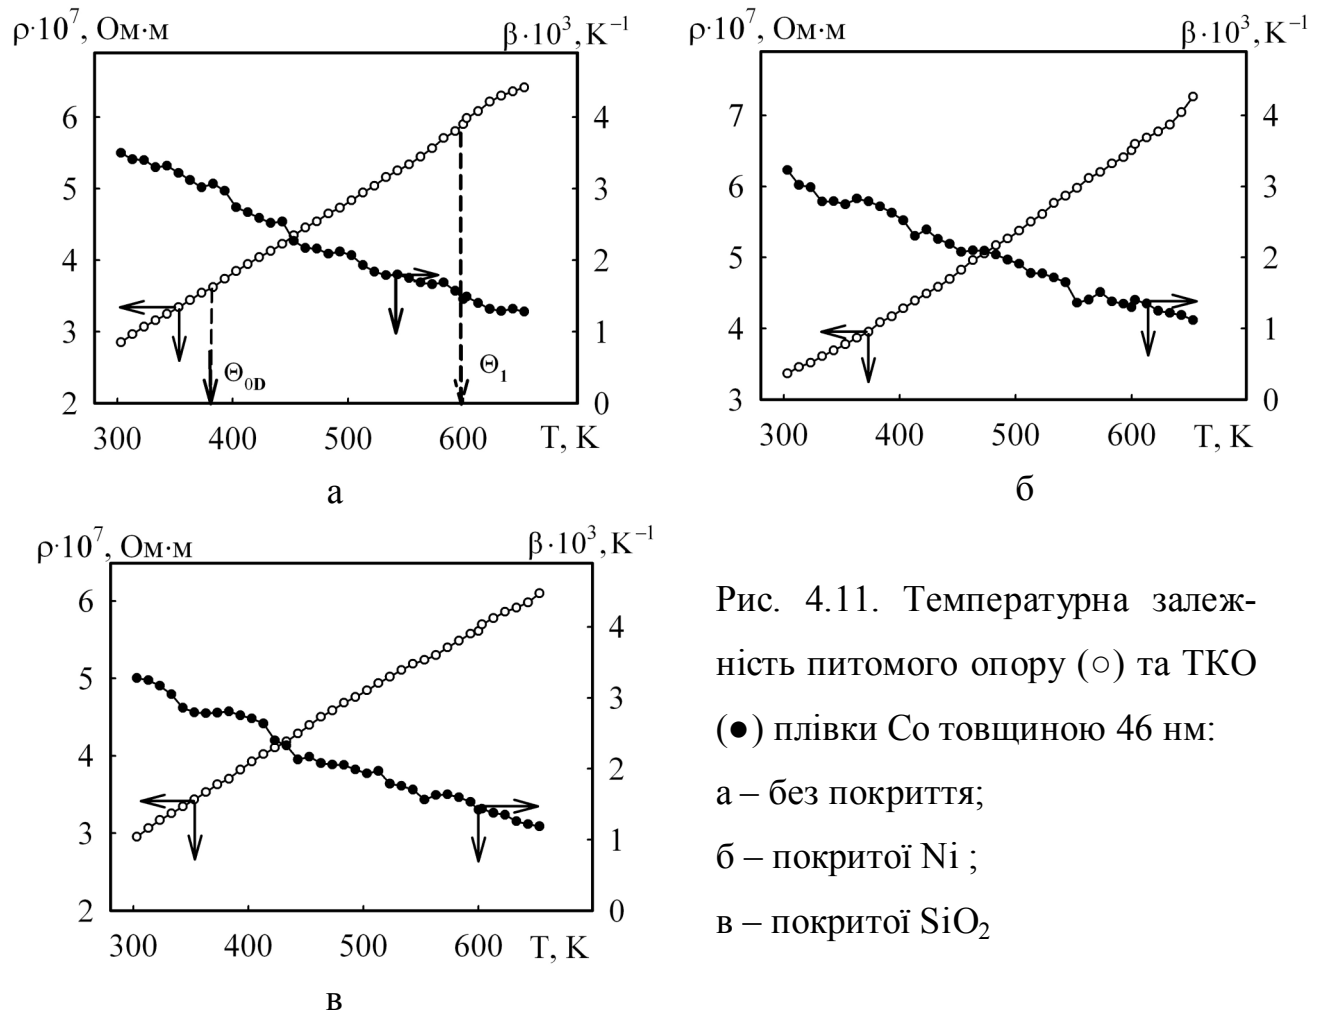 ρ·10⁷, Ом·м
β·10³, К⁻¹
6
5
4
3
2
4
3
2
1
0
Θ₀D
Θ₁
300 400 500 600 T, K
а
ρ·10⁷, Ом·м
β·10³, К⁻¹
7
6
5
4
3
4
3
2
1
0
300 400 500 600 T, K
б
ρ·10⁷, Ом·м
β·10³, К⁻¹
6
5
4
3
2
4
3
2
1
0
300 400 500 600 T, K
в
Рис. 4.11. Температурна залеж-
ність питомого опору (○) та ТКО
(●) плівки Co товщиною 46 нм:
а – без покриття;
б – покритої Ni ;
в – покритої SiO₂